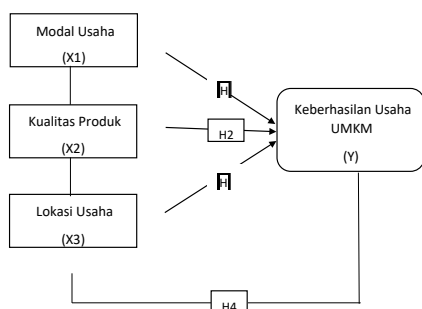 Modal Usaha
(X1)
H
Kualitas Produk
(X2)
H2
Keberhasilan Usaha
UMKM
(Y)
H
Lokasi Usaha
(X3)
H4